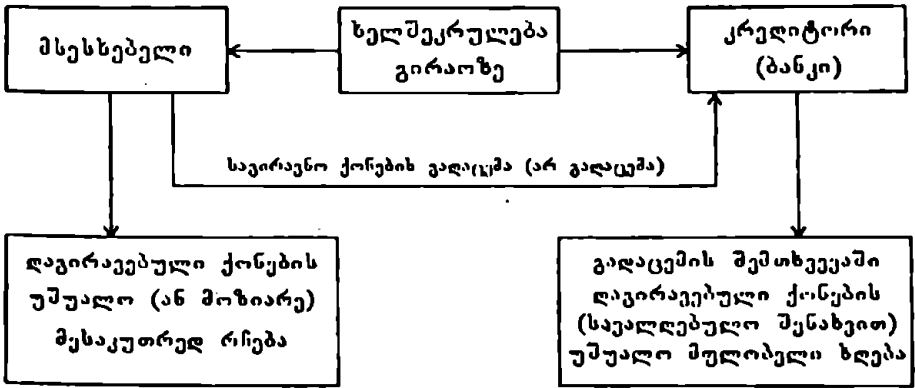 მსესხებელი
ხელშეკრულება
გირაოზე
კრედიტორი
(ბანკი)
საგირავნო ქონების გადაცემა (არ გადაცემა)
დაგირავებული ქონების
უშუალო (ან მოზიარე)
მესაკუთრედ რჩება
გადაცემის შემთხვევაში
დაგირავებული ქონების
(სავალდებულო შენახვით)
უშუალო მფლობელი ხდება